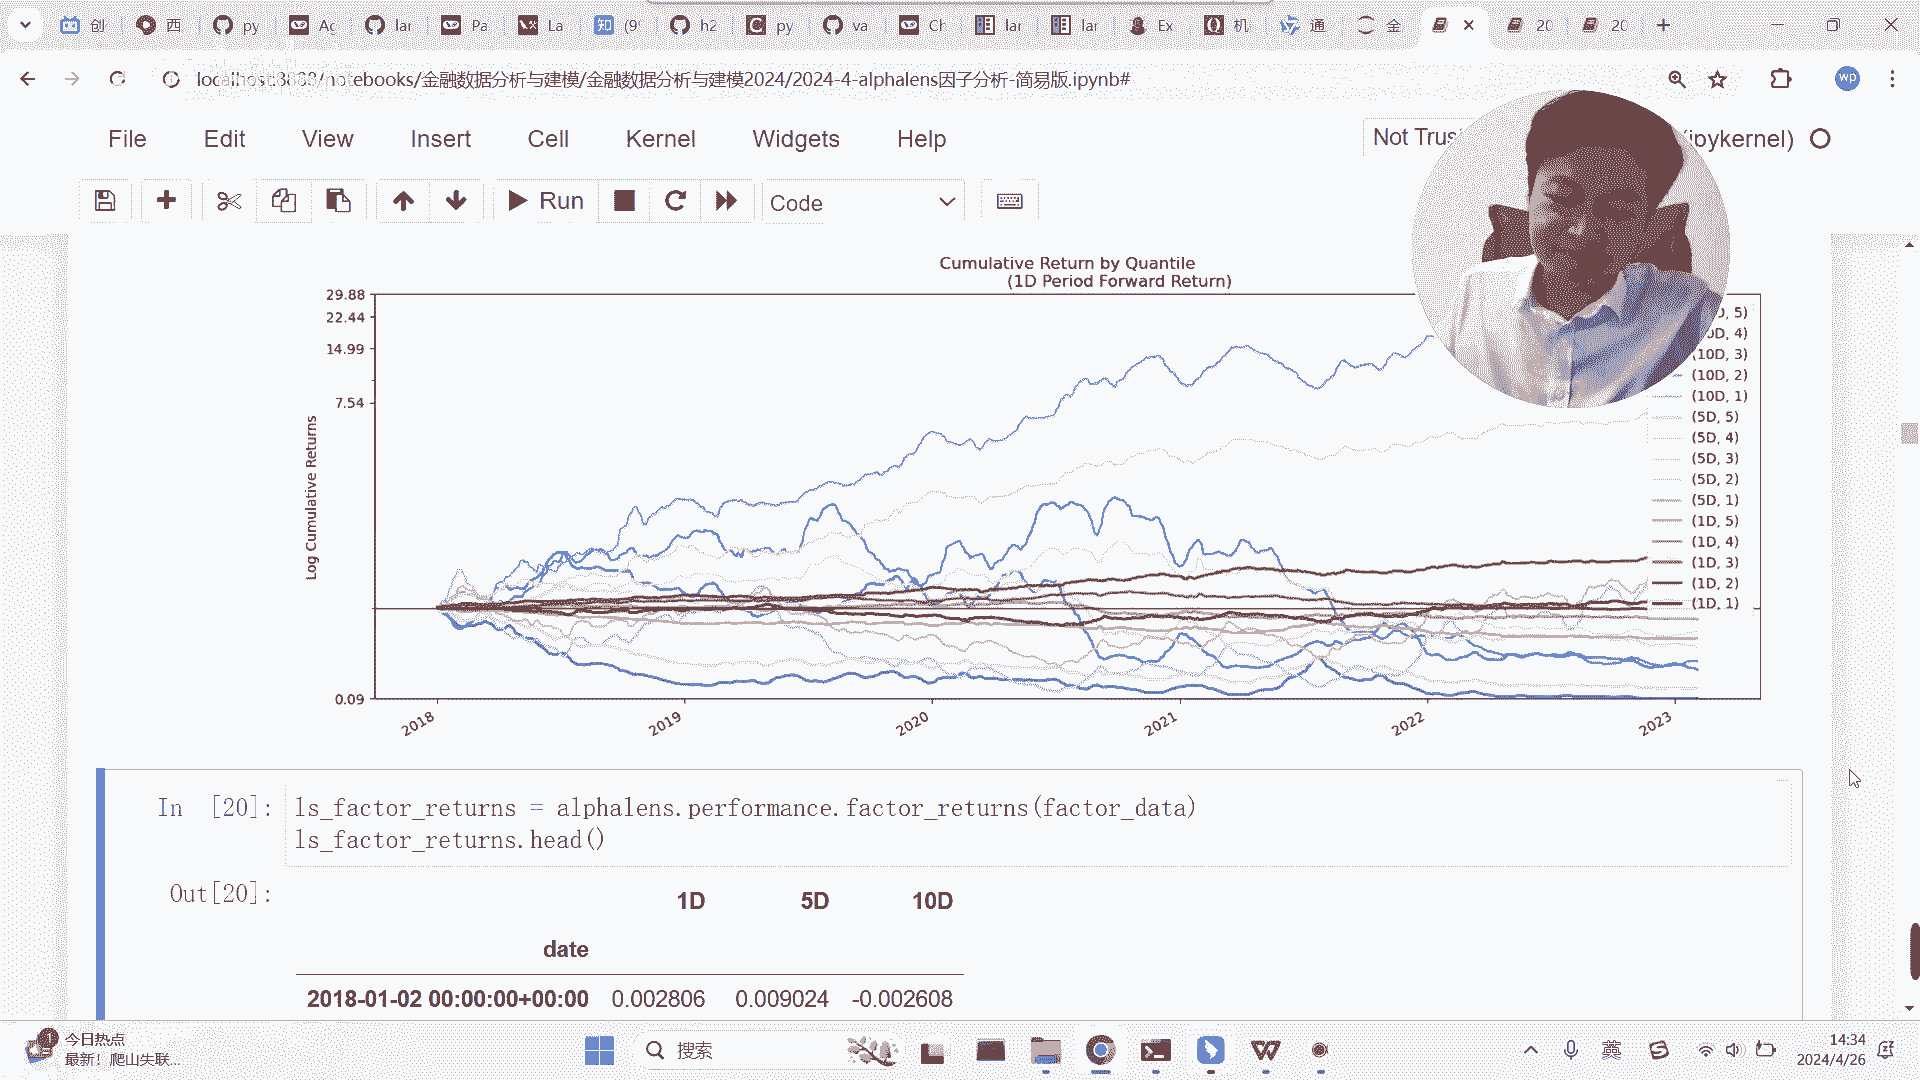 创
西
py
lar
Pa
La
知 (9
h2
py
va
Ch
lar
lar
Ex
机
通
金
20
20
localhost:8888/notebooks/金融数据分析与建模/金融数据分析与建模2024/2024-4-alphalens因子分析-简易版.ipynb#
wp
File Edit View Insert Cell Kernel Widgets Help
Not Trus
(ipykernel)
Run
Code
Cumulative Return by Quantile
(1D Period Forward Return)
29.88
22.44
14.99
7.54
0.09
Log Cumulative Returns
2018
2019
2020
2021
2022
2023
D, 5)
0D, 4)
(10D, 3)
(10D, 2)
(10D, 1)
(5D, 5)
(5D, 4)
(5D, 3)
(5D, 2)
(5D, 1)
(1D, 5)
(1D, 4)
(1D, 3)
(1D, 2)
(1D, 1)
In [20]:
ls_factor_returns = alphalens.performance.factor_returns(factor_data)
ls_factor_returns.head()
Out[20]:
1D 5D 10D
date
2018-01-02 00:00:00+00:00 0.002806 0.009024 -0.002608
今日热点
最新！爬山失联...
搜索
英
14:34
2024/4/26